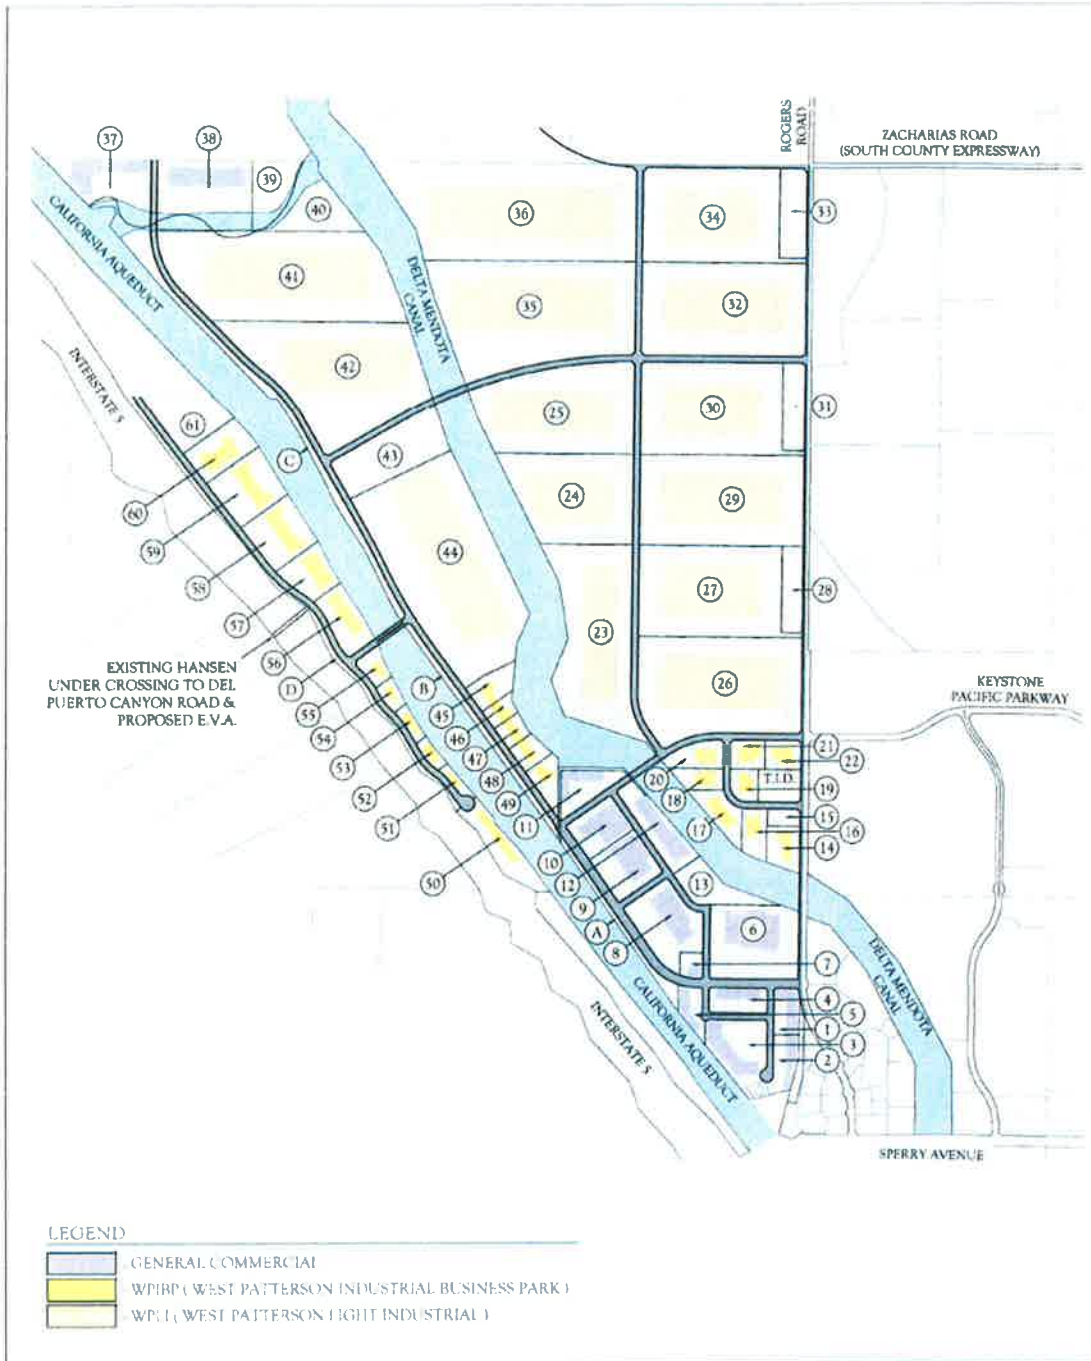 ROGERS
ROAD
ZACHARIAS ROAD
(SOUTH COUNTY EXPRESSWAY)
37
38
39
40
36
34
33
CALIFORNIA AQUEDUCT
41
DELTA MENDOTA
CANAL
35
32
INTERSTATE 5
42
25
30
31
61
43
C
24
29
60
59
44
58
27
28
57
23
56
EXISTING HANSEN
UNDER CROSSING TO DEL
PUERTO CANYON ROAD &
PROPOSED E.V.A.
D
B
26
KEYSTONE
PACIFIC PARKWAY
55
45
54
46
53
47
52
48
51
49
50
20
21
22
T.I.D.
18
19
11
17
15
16
14
10
12
13
9
A
8
6
7
4
5
1
3
2
CALIFORNIA AQUEDUCT
INTERSTATE 5
DELTA MENDOTA
CANAL
SPERRY AVENUE
LEGEND
GENERAL COMMERCIAL
WPIBP ( WEST PATTERSON INDUSTRIAL BUSINESS PARK )
WPLI ( WEST PATTERSON LIGHT INDUSTRIAL )